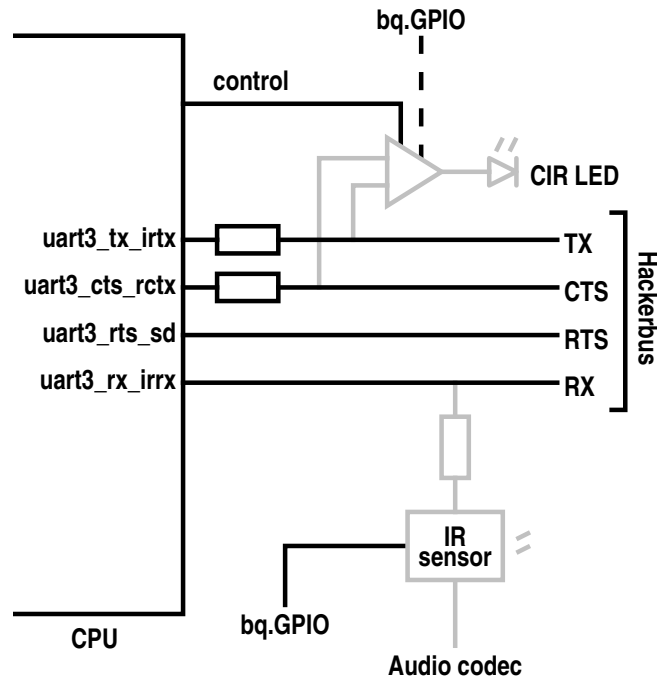 bq.GPIO
control
CIR LED
uart3_tx_irtx
TX
uart3_cts_rctx
CTS
uart3_rts_sd
RTS
uart3_rx_irrx
RX
Hackerbus
IR
sensor
bq.GPIO
CPU
Audio codec